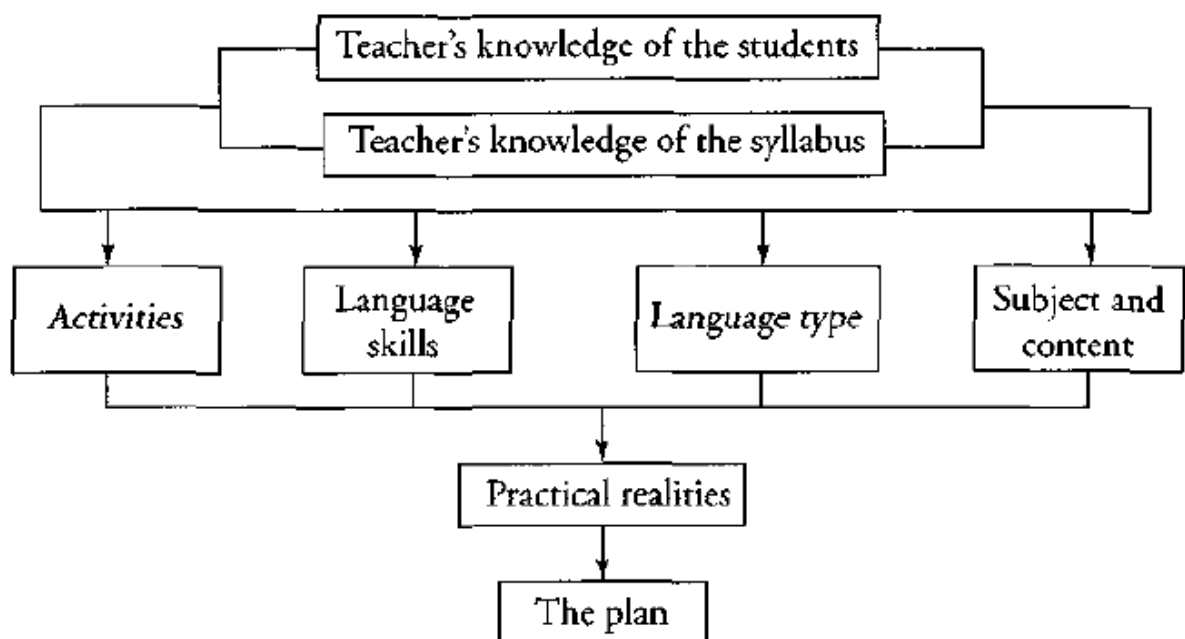 Teacher's knowledge of the students
Teacher's knowledge of the syllabus
Activities
Language
skills
Language type
Subject and
content
Practical realities
The plan